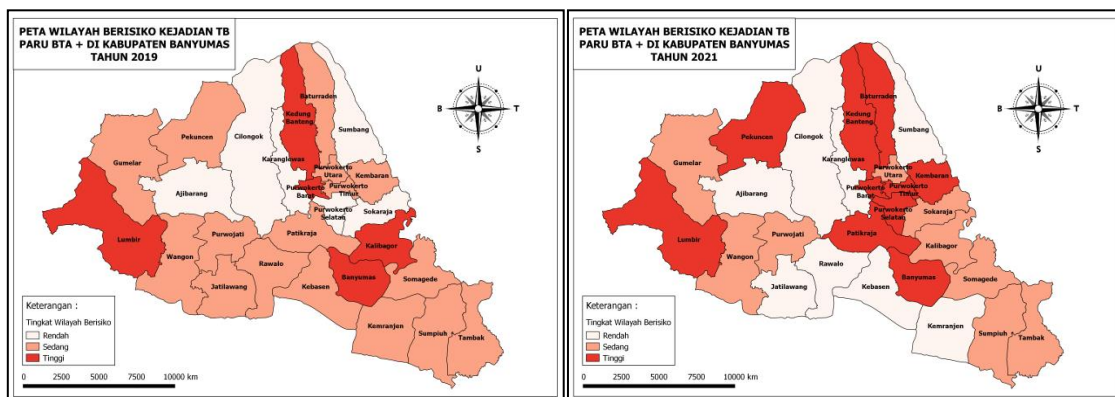 PETA WILAYAH BERISIKO KEJADIAN TB
PARU BTA + DI KABUPATEN BANYUMAS
TAHUN 2019
U
B
T
S
Baturraden
Kedung
Banteng
Sumbang
Pekuncen
Cilongok
Gumelar
Karanglewas
Purwokerto
Utara
Kembaran
Ajibarang
Purwokerto
Barat
Purwokerto
Timur
Purwokerto
Selatan
Sokaraja
Lumbir
Purwojati
Patikraja
Kalibagor
Wangon
Rawalo
Banyumas
Somagede
Jatilawang
Kebasen
Kemranjen
Sumpiuh
Tambak
Keterangan :
Tingkat Wilayah Berisiko
Rendah
Sedang
Tinggi
0 2500 5000 7500 10000 km
PETA WILAYAH BERISIKO KEJADIAN TB
PARU BTA + DI KABUPATEN BANYUMAS
TAHUN 2021
U
B
T
S
Baturraden
Kedung
Banteng
Sumbang
Pekuncen
Cilongok
Gumelar
Karanglewas
Purwokerto
Utara
Kembaran
Ajibarang
Purwokerto
Barat
Purwokerto
Timur
Purwokerto
Selatan
Sokaraja
Lumbir
Purwojati
Patikraja
Kalibagor
Wangon
Rawalo
Banyumas
Somagede
Jatilawang
Kebasen
Kemranjen
Sumpiuh
Tambak
Keterangan :
Tingkat Wilayah Berisiko
Rendah
Sedang
Tinggi
0 2500 5000 7500 10000 km